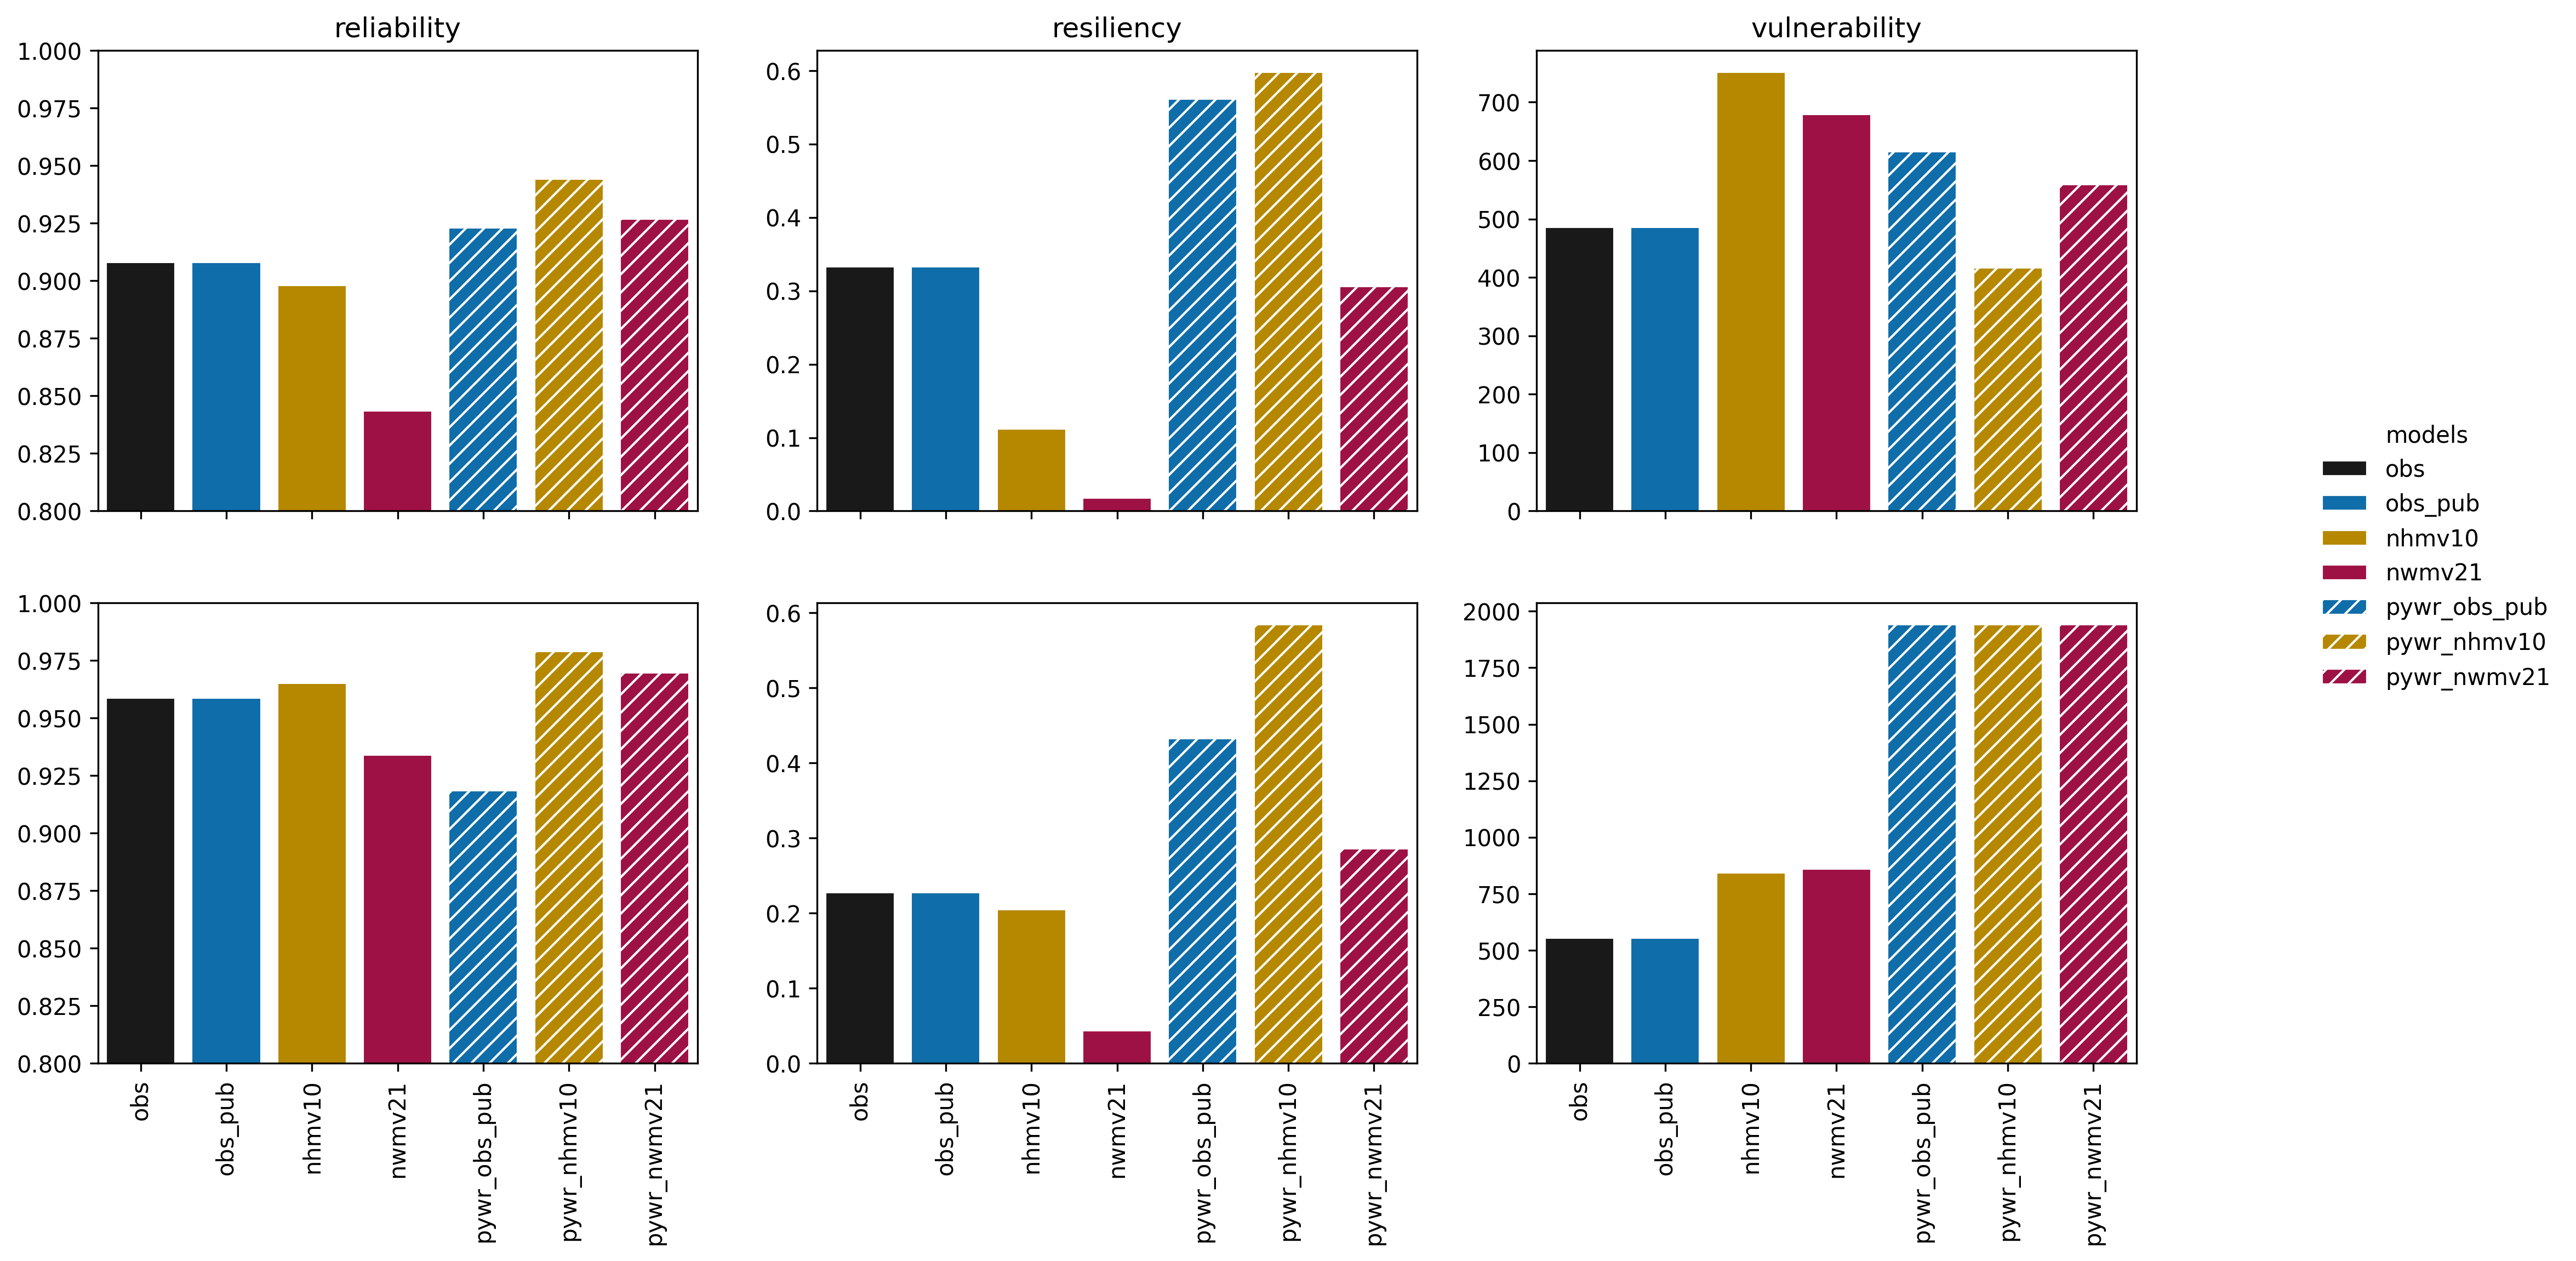 reliability
1.000
0.975
0.950
0.925
0.900
0.875
0.850
0.825
0.800
resiliency
0.6
0.5
0.4
0.3
0.2
0.1
0.0
vulnerability
700
600
500
400
300
200
100
0
1.000
0.975
0.950
0.925
0.900
0.875
0.850
0.825
0.800
obs
obs_pub
nhmv10
nwmv21
pywr_obs_pub
pywr_nhmv10
pywr_nwmv21
0.6
0.5
0.4
0.3
0.2
0.1
0.0
obs
obs_pub
nhmv10
nwmv21
pywr_obs_pub
pywr_nhmv10
pywr_nwmv21
2000
1750
1500
1250
1000
750
500
250
0
obs
obs_pub
nhmv10
nwmv21
pywr_obs_pub
pywr_nhmv10
pywr_nwmv21
models
obs
obs_pub
nhmv10
nwmv21
pywr_obs_pub
pywr_nhmv10
pywr_nwmv21